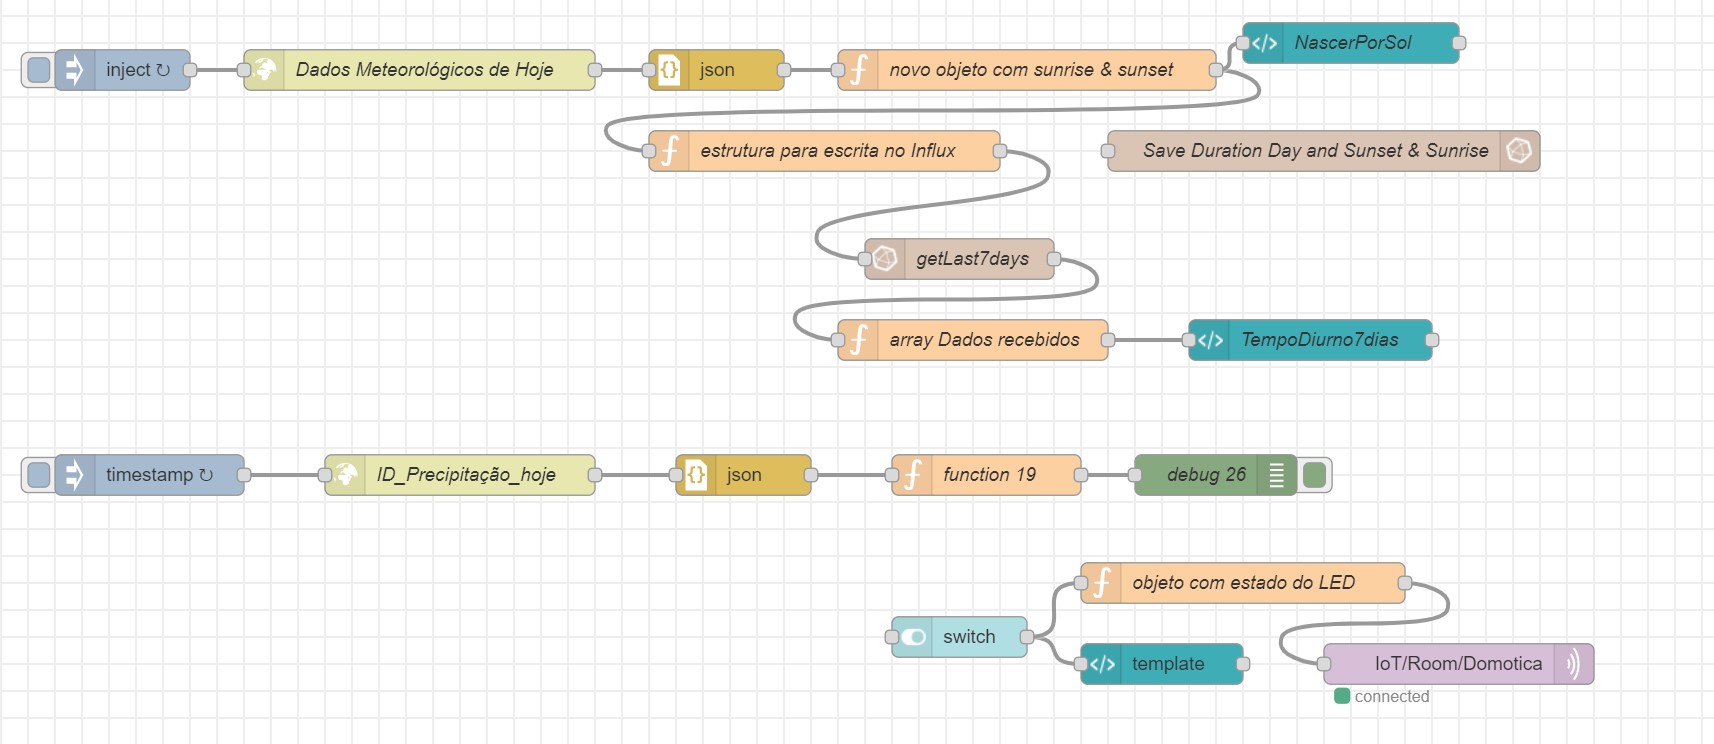 NascerPorSol
inject ↻
Dados Meteorológicos de Hoje
{} json
novo objeto com sunrise & sunset
estrutura para escrita no Influx
Save Duration Day and Sunset & Sunrise
getLast7days
array Dados recebidos
TempoDiurno7dias
timestamp ↻
ID_Precipitação_hoje
{} json
function 19
debug 26
objeto com estado do LED
switch
template
IoT/Room/Domotica
connected